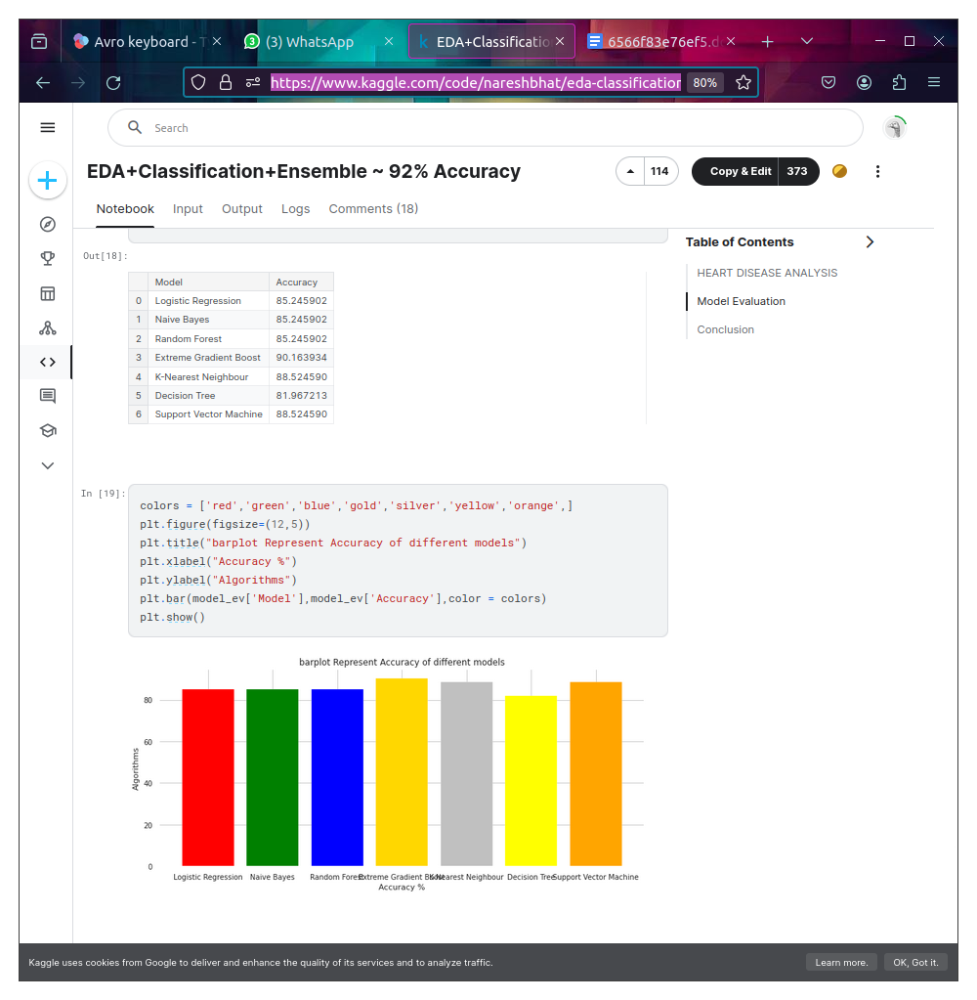 Avro keyboard - T
3
(3) WhatsApp
EDA+Classificatio
6566f83e76ef5.d
https://www.kaggle.com/code/nareshbhat/eda-classification
80%
Search
EDA+Classification+Ensemble ~ 92% Accuracy
114
Copy & Edit 373
Notebook Input Output Logs Comments (18)
Table of Contents
HEART DISEASE ANALYSIS
Model Evaluation
Conclusion
Out[18]:
Model Accuracy
0 Logistic Regression 85.245902
1 Naive Bayes 85.245902
2 Random Forest 85.245902
3 Extreme Gradient Boost 90.163934
4 K-Nearest Neighbour 88.524590
5 Decision Tree 81.967213
6 Support Vector Machine 88.524590
In [19]:
colors = ['red','green','blue','gold','silver','yellow','orange',]
plt.figure(figsize=(12,5))
plt.title("barplot Represent Accuracy of different models")
plt.xlabel("Accuracy %")
plt.ylabel("Algorithms")
plt.bar(model_ev['Model'],model_ev['Accuracy'],color = colors)
plt.show()
barplot Represent Accuracy of different models
80
60
40
20
0
Algorithms
Logistic Regression Naive Bayes Random Forest Extreme Gradient Boost K-Nearest Neighbour Decision Tree Support Vector Machine
Accuracy %
Kaggle uses cookies from Google to deliver and enhance the quality of its services and to analyze traffic.
Learn more. OK, Got it.